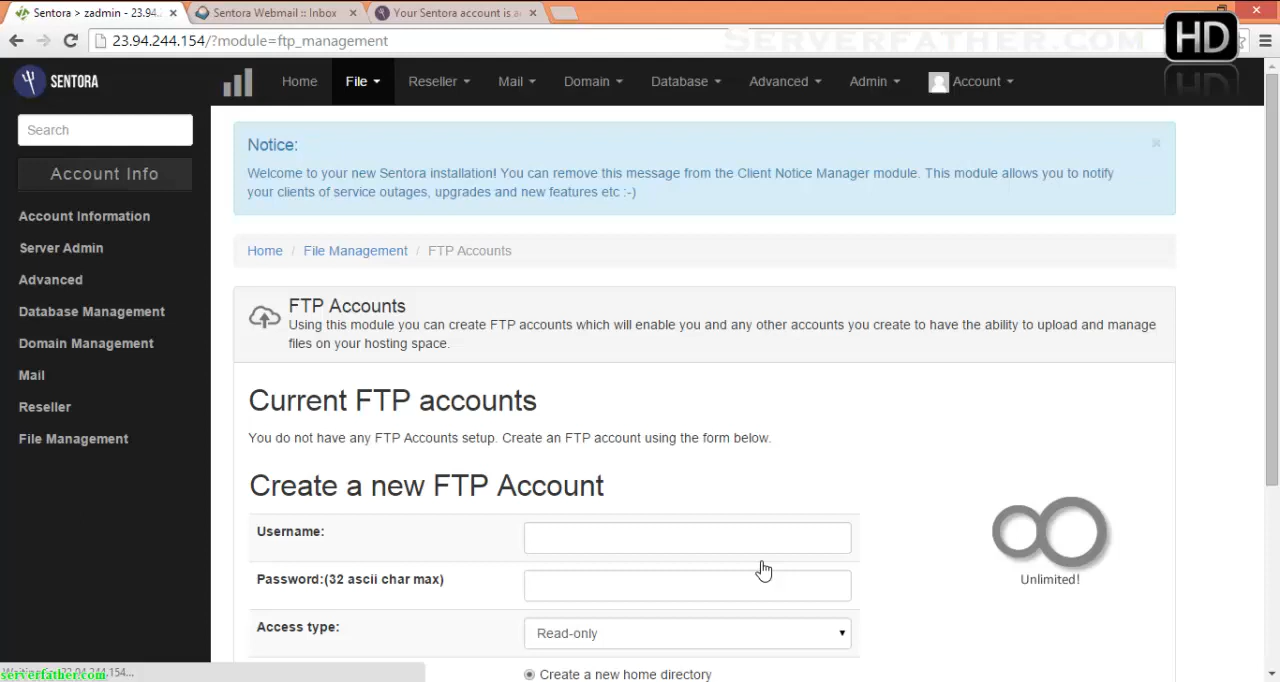 Sentora > zadmin - 23.94.
Sentora Webmail :: Inbox
Your Sentora account is a
23.94.244.154/?module=ftp_management
SERVERFATHER.COM
HD
SENTORA
Home
File
Reseller
Mail
Domain
Database
Advanced
Admin
Account
Search
Account Info
Account Information
Server Admin
Advanced
Database Management
Domain Management
Mail
Reseller
File Management
Notice:
Welcome to your new Sentora installation! You can remove this message from the Client Notice Manager module. This module allows you to notify
your clients of service outages, upgrades and new features etc :-)
Home / File Management / FTP Accounts
FTP Accounts
Using this module you can create FTP accounts which will enable you and any other accounts you create to have the ability to upload and manage
files on your hosting space.
Current FTP accounts
You do not have any FTP Accounts setup. Create an FTP account using the form below.
Create a new FTP Account
Username:
Password:(32 ascii char max)
Access type:
Read-only
Create a new home directory
Unlimited!
serverfather.com